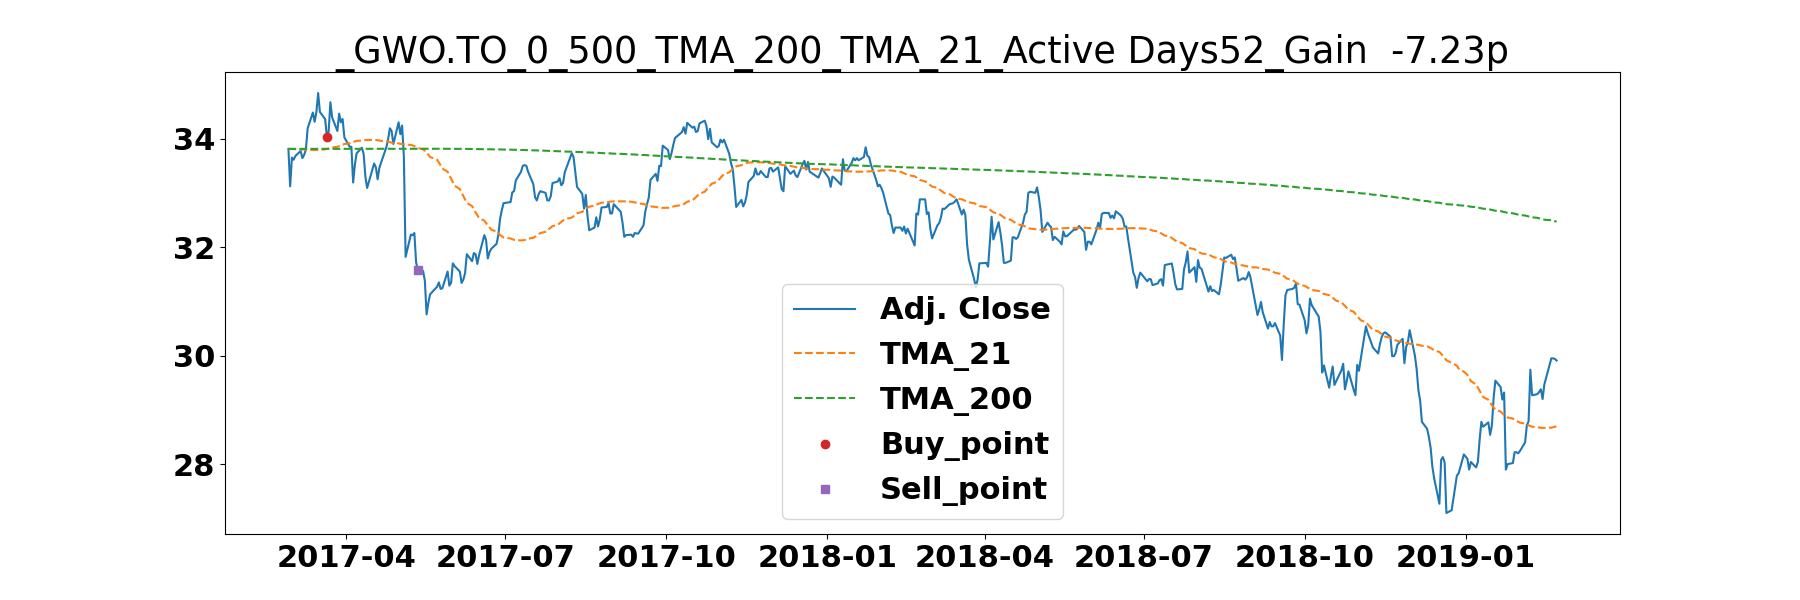 _GWO.TO_0_500_TMA_200_TMA_21_Active Days52_Gain  -7.23p
34
32
30
28
Adj. Close
TMA_21
TMA_200
Buy_point
Sell_point
2017-04 2017-07 2017-10 2018-01 2018-04 2018-07 2018-10 2019-01